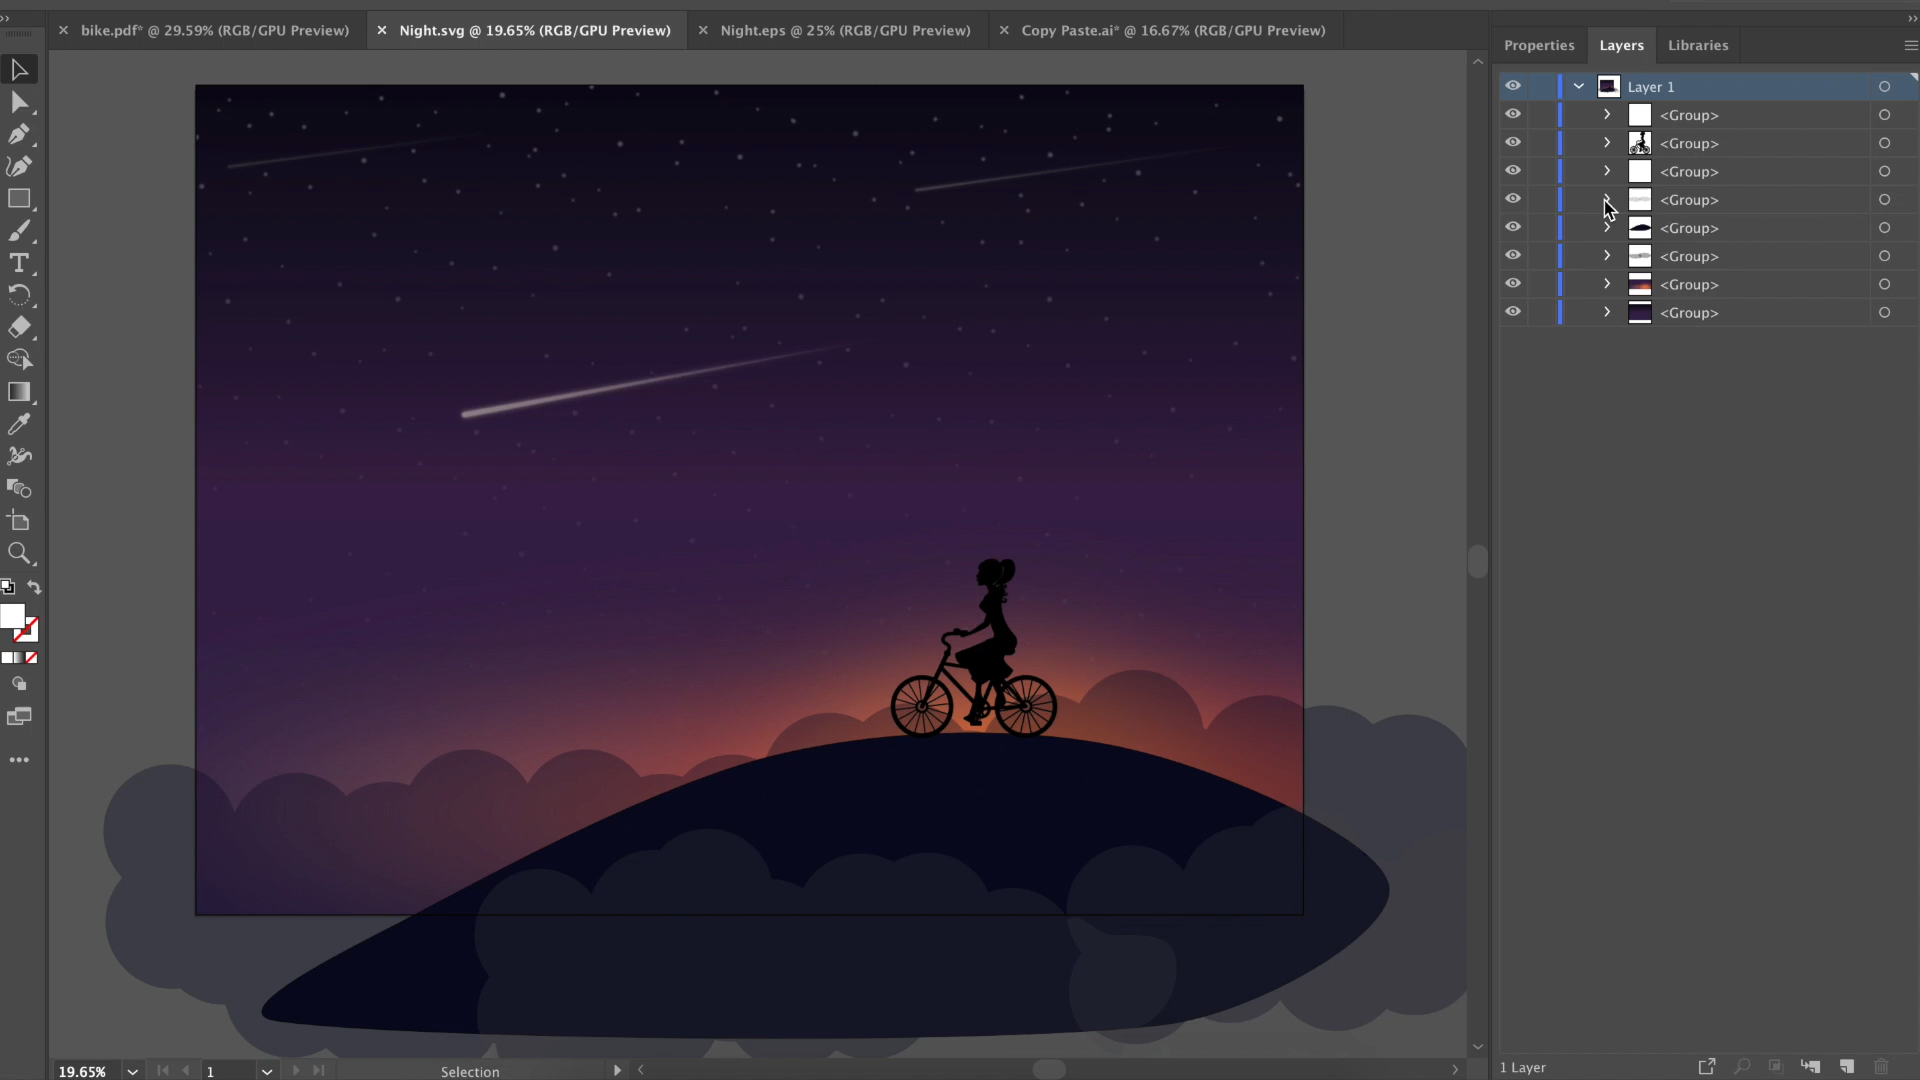 bike.pdf* @ 29.59% (RGB/GPU Preview)
Night.svg @ 19.65% (RGB/GPU Preview)
Night.eps @ 25% (RGB/GPU Preview)
Copy Paste.ai* @ 16.67% (RGB/GPU Preview)
Properties
Layers
Libraries
Layer 1
<Group>
<Group>
<Group>
<Group>
<Group>
<Group>
<Group>
<Group>
19.65%
1
Selection
1 Layer